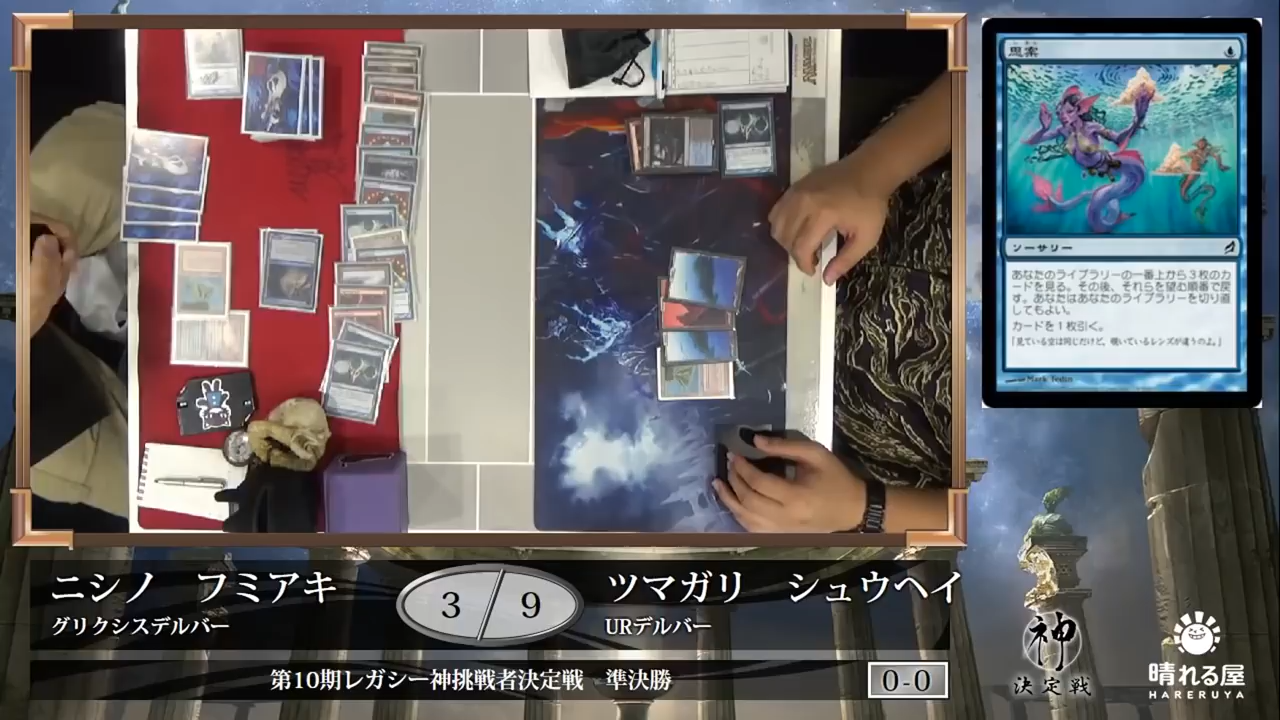 思案
ソーサリー
あなたのライブラリーの一番上から3枚のカ
ードを見る。その後、それらを望む順番で戻
す。あなたはあなたのライブラリーを切り直
してもよい。
カードを1枚引く。
「見ている空は同じだけど、覗いているレンズが違うのよ。」
Mark Tedin
ニシノ フミアキ
グリクシスデルバー
3 / 9
ツマガリ シュウヘイ
URデルバー
第10期レガシー神挑戦者決定戦 準決勝
0-0
神
決定戦
晴れる屋
HARERUYA